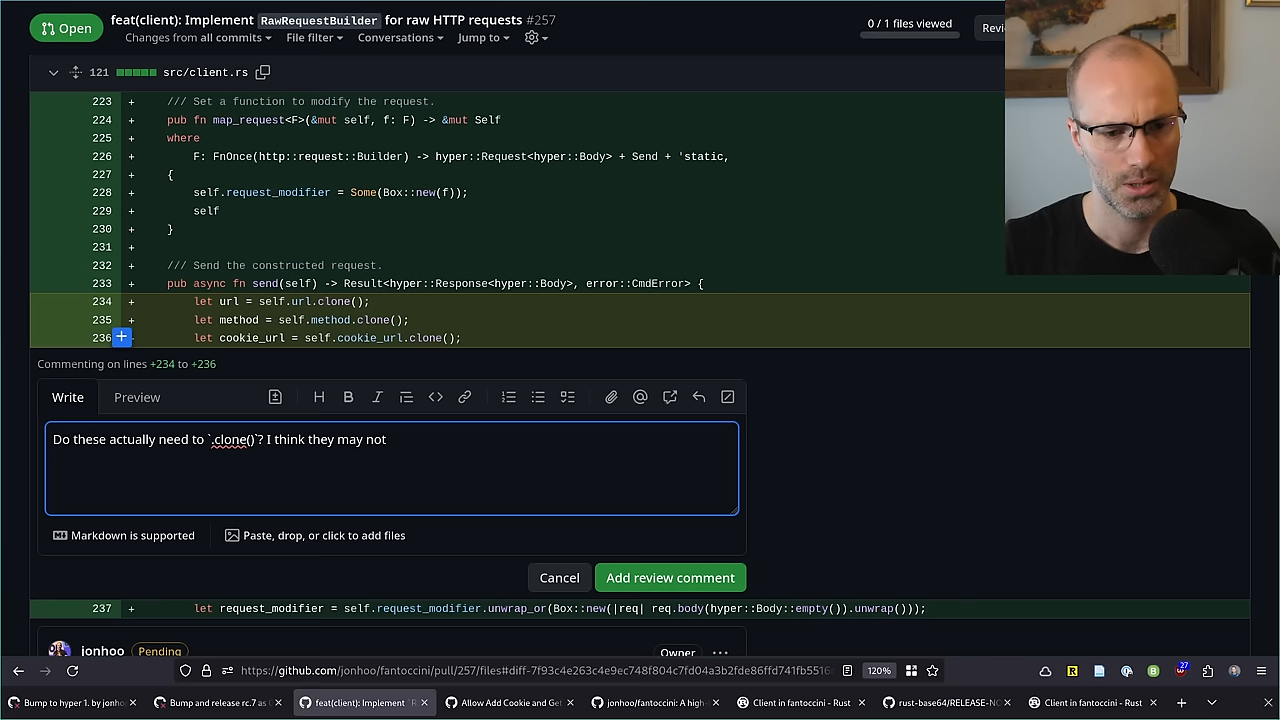 Open
feat(client): Implement RawRequestBuilder for raw HTTP requests #257
Changes from all commits File filter Conversations Jump to
0 / 1 files viewed
Revi
121 src/client.rs
223 + /// Set a function to modify the request.
224 + pub fn map_request<F>(&mut self, f: F) -> &mut Self
225 + where
226 + F: FnOnce(http::request::Builder) -> hyper::Request<hyper::Body> + Send + 'static,
227 + {
228 + self.request_modifier = Some(Box::new(f));
229 + self
230 + }
231 +
232 + /// Send the constructed request.
233 + pub async fn send(self) -> Result<hyper::Response<hyper::Body>, error::CmdError> {
234 + let url = self.url.clone();
235 + let method = self.method.clone();
236 + let cookie_url = self.cookie_url.clone();
Commenting on lines +234 to +236
Write Preview
Do these actually need to `.clone()`? I think they may not
Markdown is supported Paste, drop, or click to add files
Cancel Add review comment
237 + let request_modifier = self.request_modifier.unwrap_or(Box::new(|req| req.body(hyper::Body::empty()).unwrap()));
jonhoo Pending Owner
https://github.com/jonhoo/fantoccini/pull/257/files#diff-7f93c4e263c4e9ec748f804c7fd04a3b2fde86ffd741fb5516 120% 27
Bump to hyper 1. by jonho Bump and release rc.7 as feat(client): Implement `R Allow Add Cookie and Get jonhoo/fantoccini: A high- Client in fantoccini - Rust rust-base64/RELEASE-NO Client in fantoccini - Rust